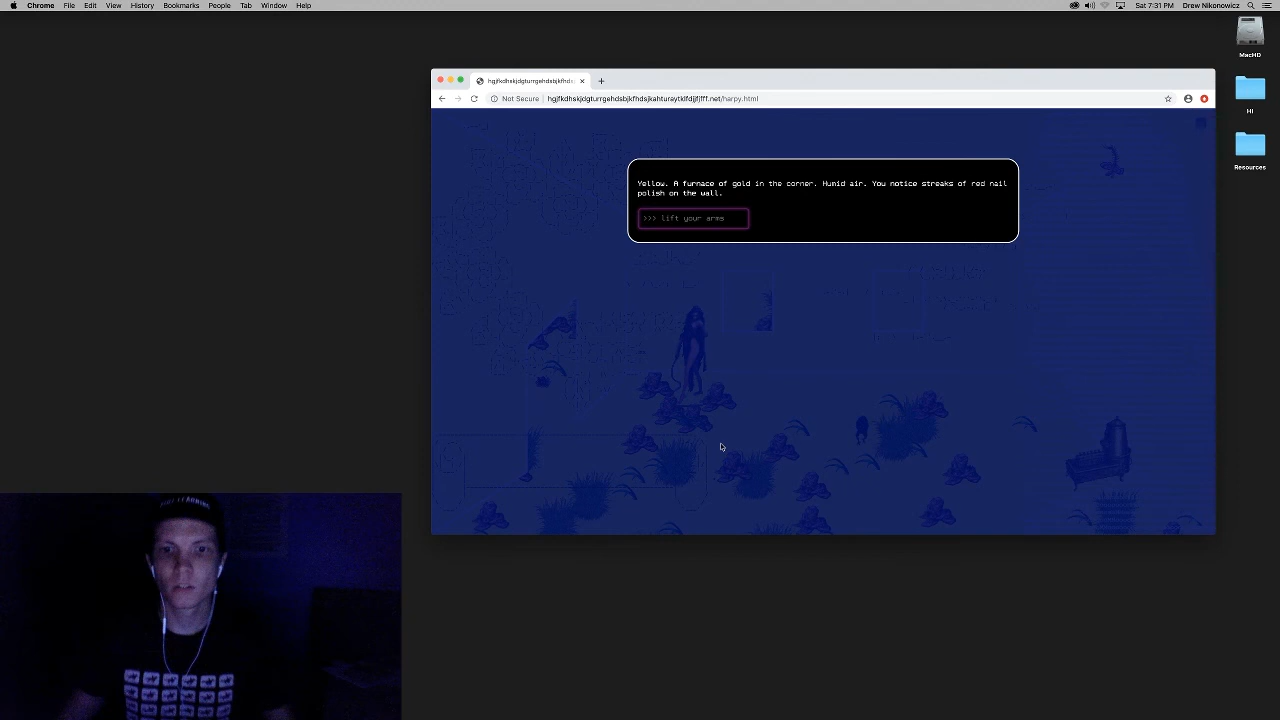 Chrome File Edit View History Bookmarks People Tab Window Help
Sat 7:31 PM Drew Nikonowicz
MacHD
HI
Resources
Not Secure
/harpy.html
Yellow. A furnace of gold in the corner. Humid air. You notice streaks of red nail
polish on the wall.
>>> lift your arms